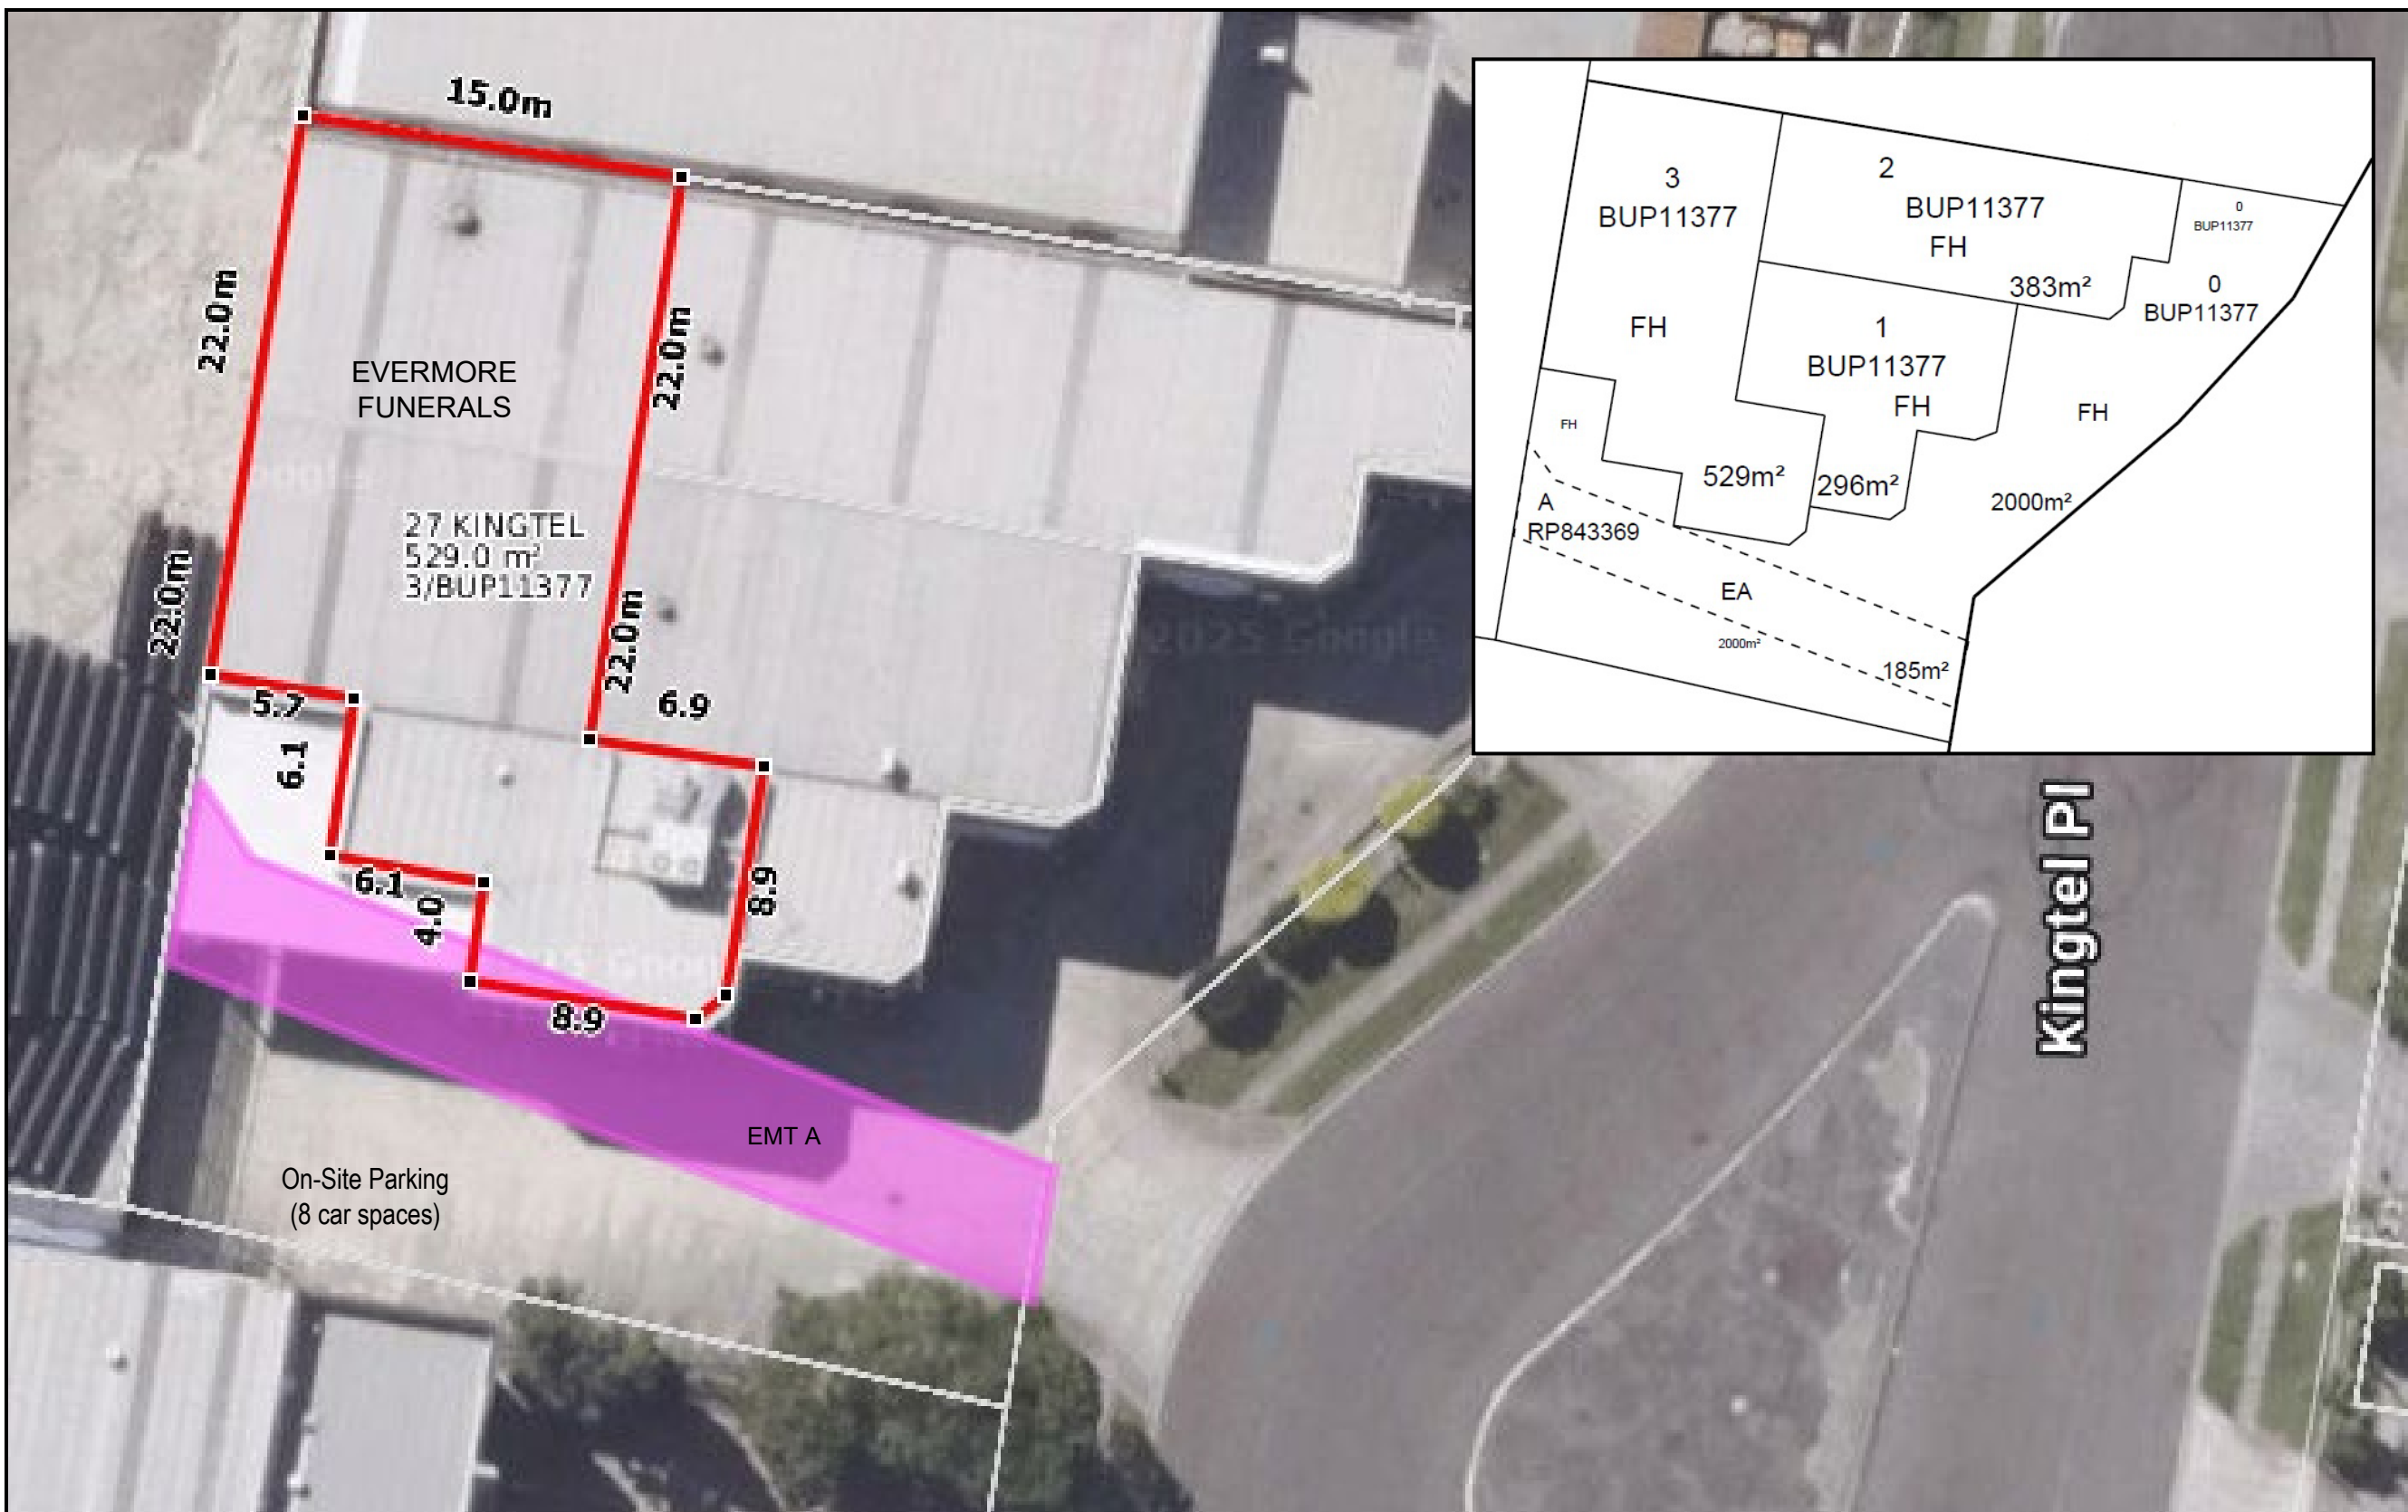 15.0m
22.0m
22.0m
EVERMORE
FUNERALS
27 KINGTEL
529.0 m²
3/BUP11377
22.0m
22.0m
5.7
6.9
6.1
6.1
4.0
8.9
8.9
EMT A
On-Site Parking
(8 car spaces)
2025 Google
Kingtel Pl
3
BUP11377
FH
2
BUP11377
FH
383m²
0
BUP11377
0
BUP11377
1
BUP11377
FH
FH
FH
529m²
296m²
2000m²
A
RP843369
EA
2000m²
185m²